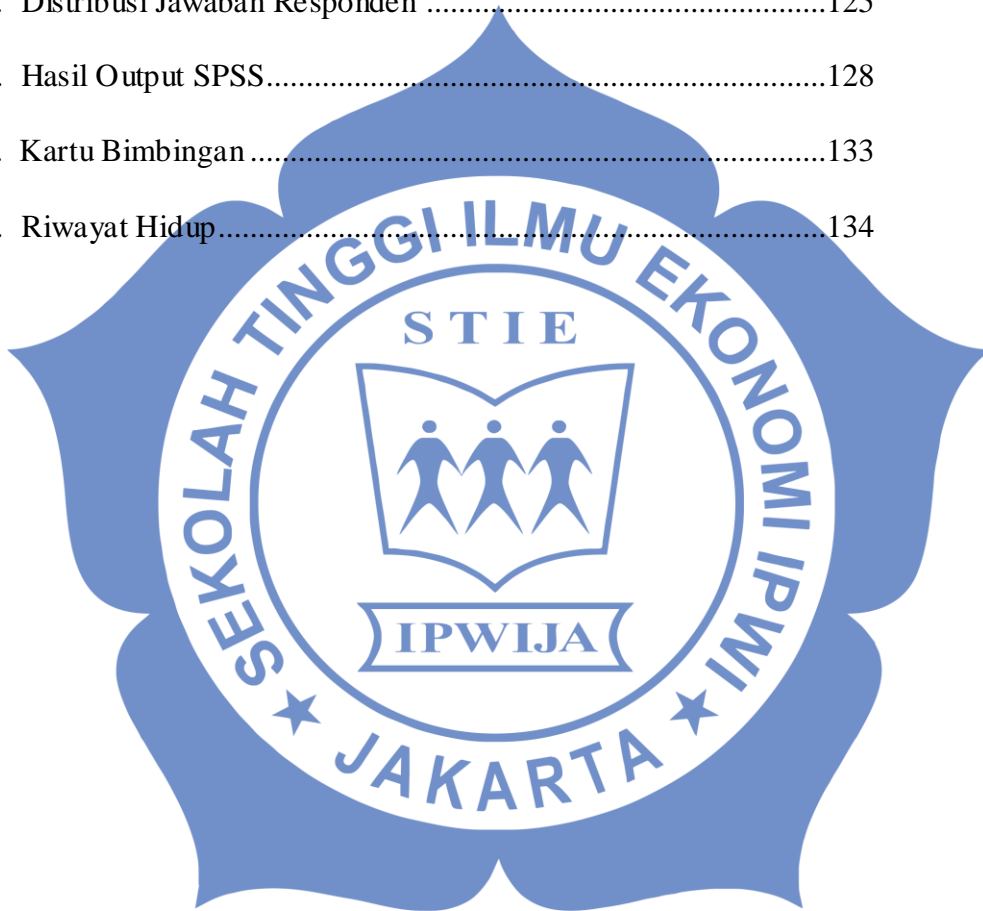 . Distribusi Jawaban Responden ........................................................125
. Hasil Output SPSS.............................................................................128
. Kartu Bimbingan ...............................................................................133
. Riwayat Hidup...................................................................................134
SEKOLAH TINGGI ILMU EKONOMI IPWI
STIE
IPWIJA
★ JAKARTA ★